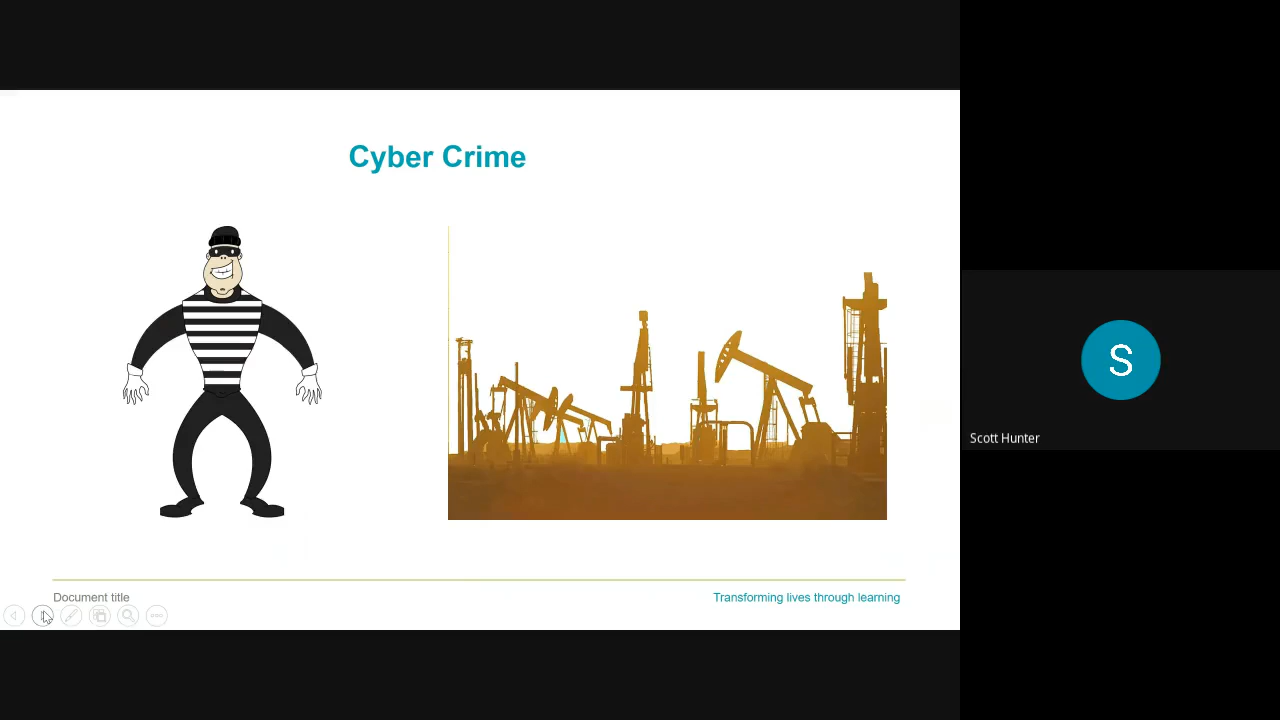 Cyber Crime
S
Scott Hunter
Document title
Transforming lives through learning